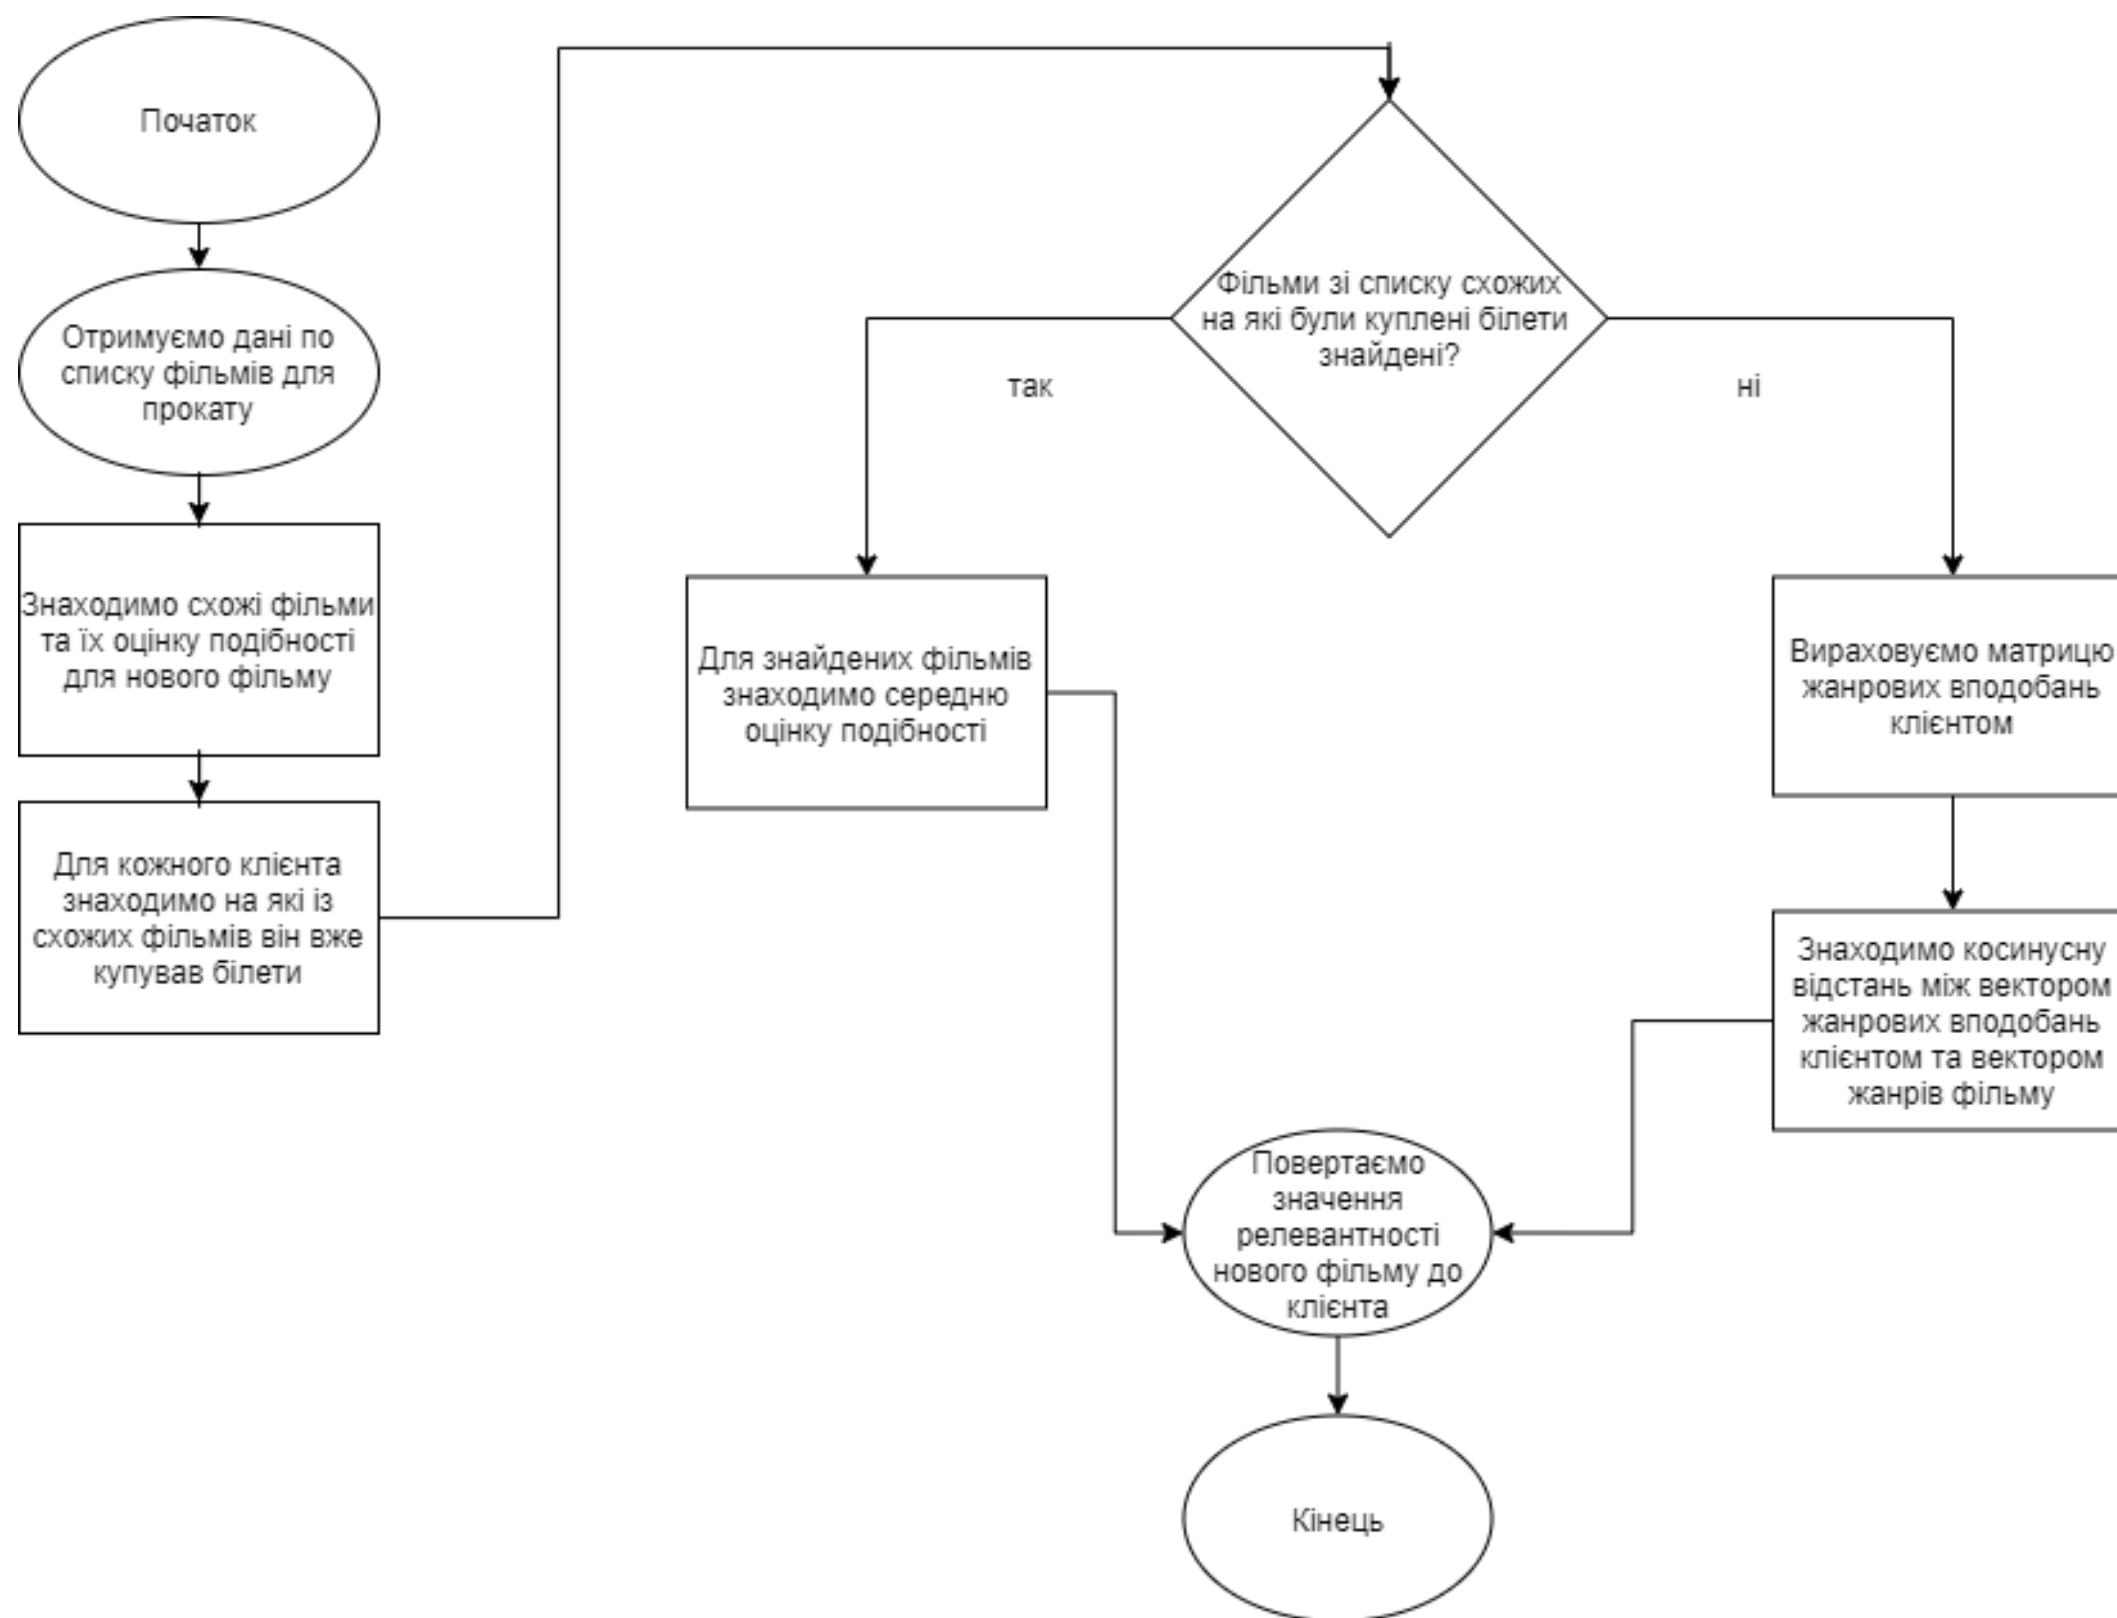 Початок
Отримуємо дані по
списку фільмів для
прокату
Знаходимо схожі фільми
та їх оцінку подібності
для нового фільму
Для кожного клієнта
знаходимо на які із
схожих фільмів він вже
купував білети
Фільми зі списку схожих
на які були куплені білети
знайдені?
так
ні
Для знайдених фільмів
знаходимо середню
оцінку подібності
Вираховуємо матрицю
жанрових вподобань
клієнтом
Знаходимо косинусну
відстань між вектором
жанрових вподобань
клієнтом та вектором
жанрів фільму
Повертаємо
значення
релевантності
нового фільму до
клієнта
Кінець